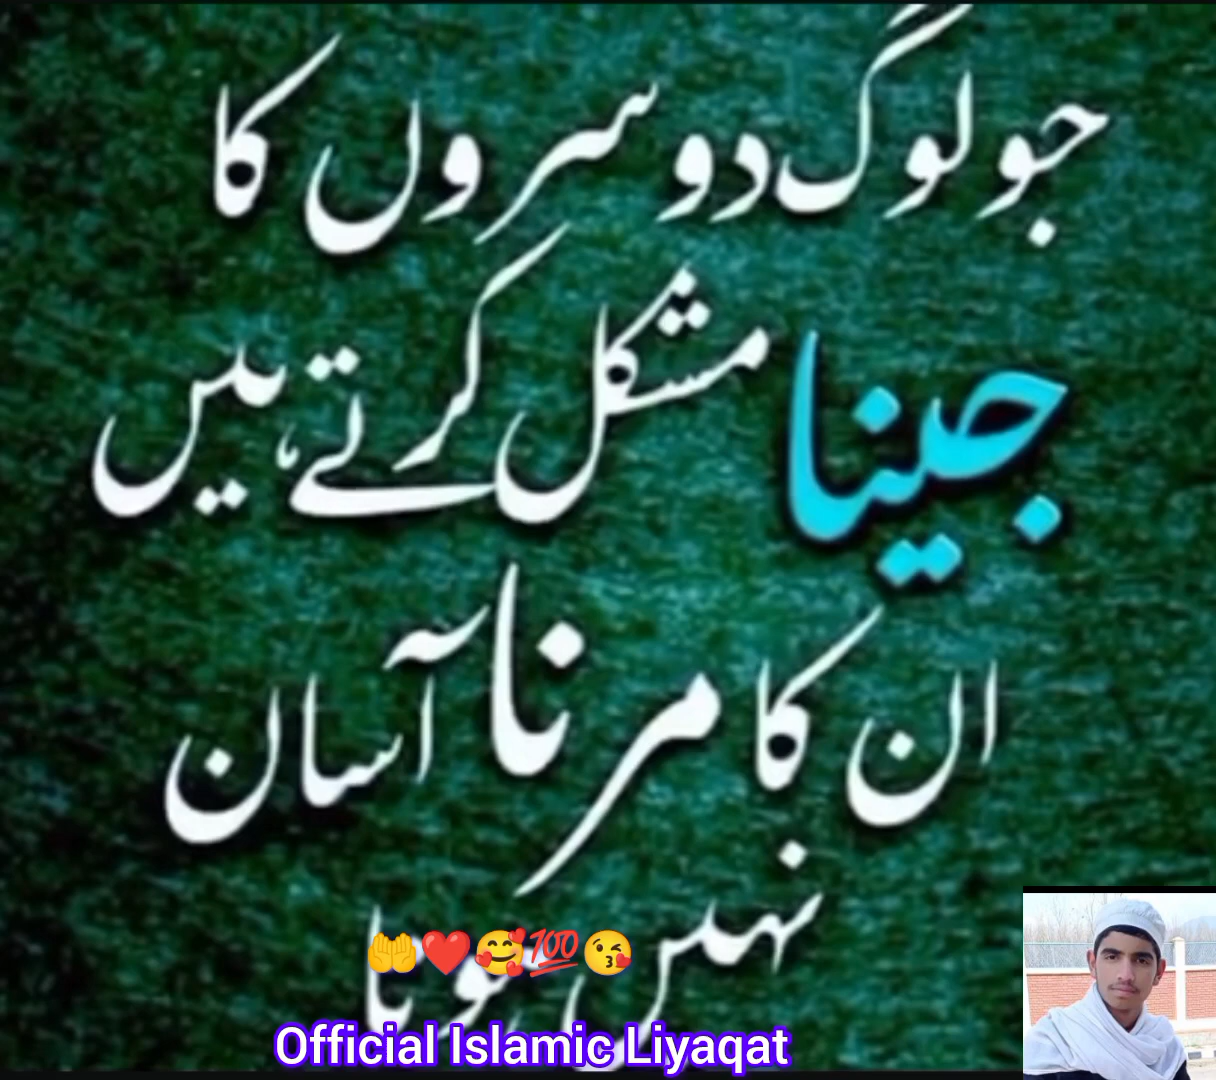 جو لوگ دوسروں کا
جینا مشکل کرتے ہیں
ان کا مرنا آسان
نہیں ہوتا
🤲❤️🥰💯😘
Official Islamic Liyaqat